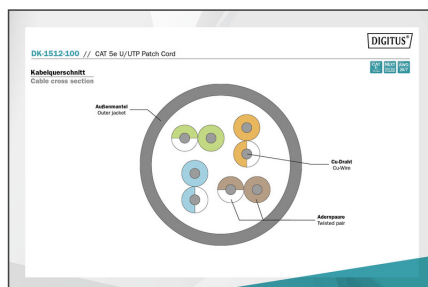 DIGITUS®
DK-1512-100 // CAT 5e U/UTP Patch Cord
Kabelquerschnitt
Cable cross section
Außenmantel
Outer jacket
Cu-Draht
Cu-Wire
Adernpaare
Twisted pair